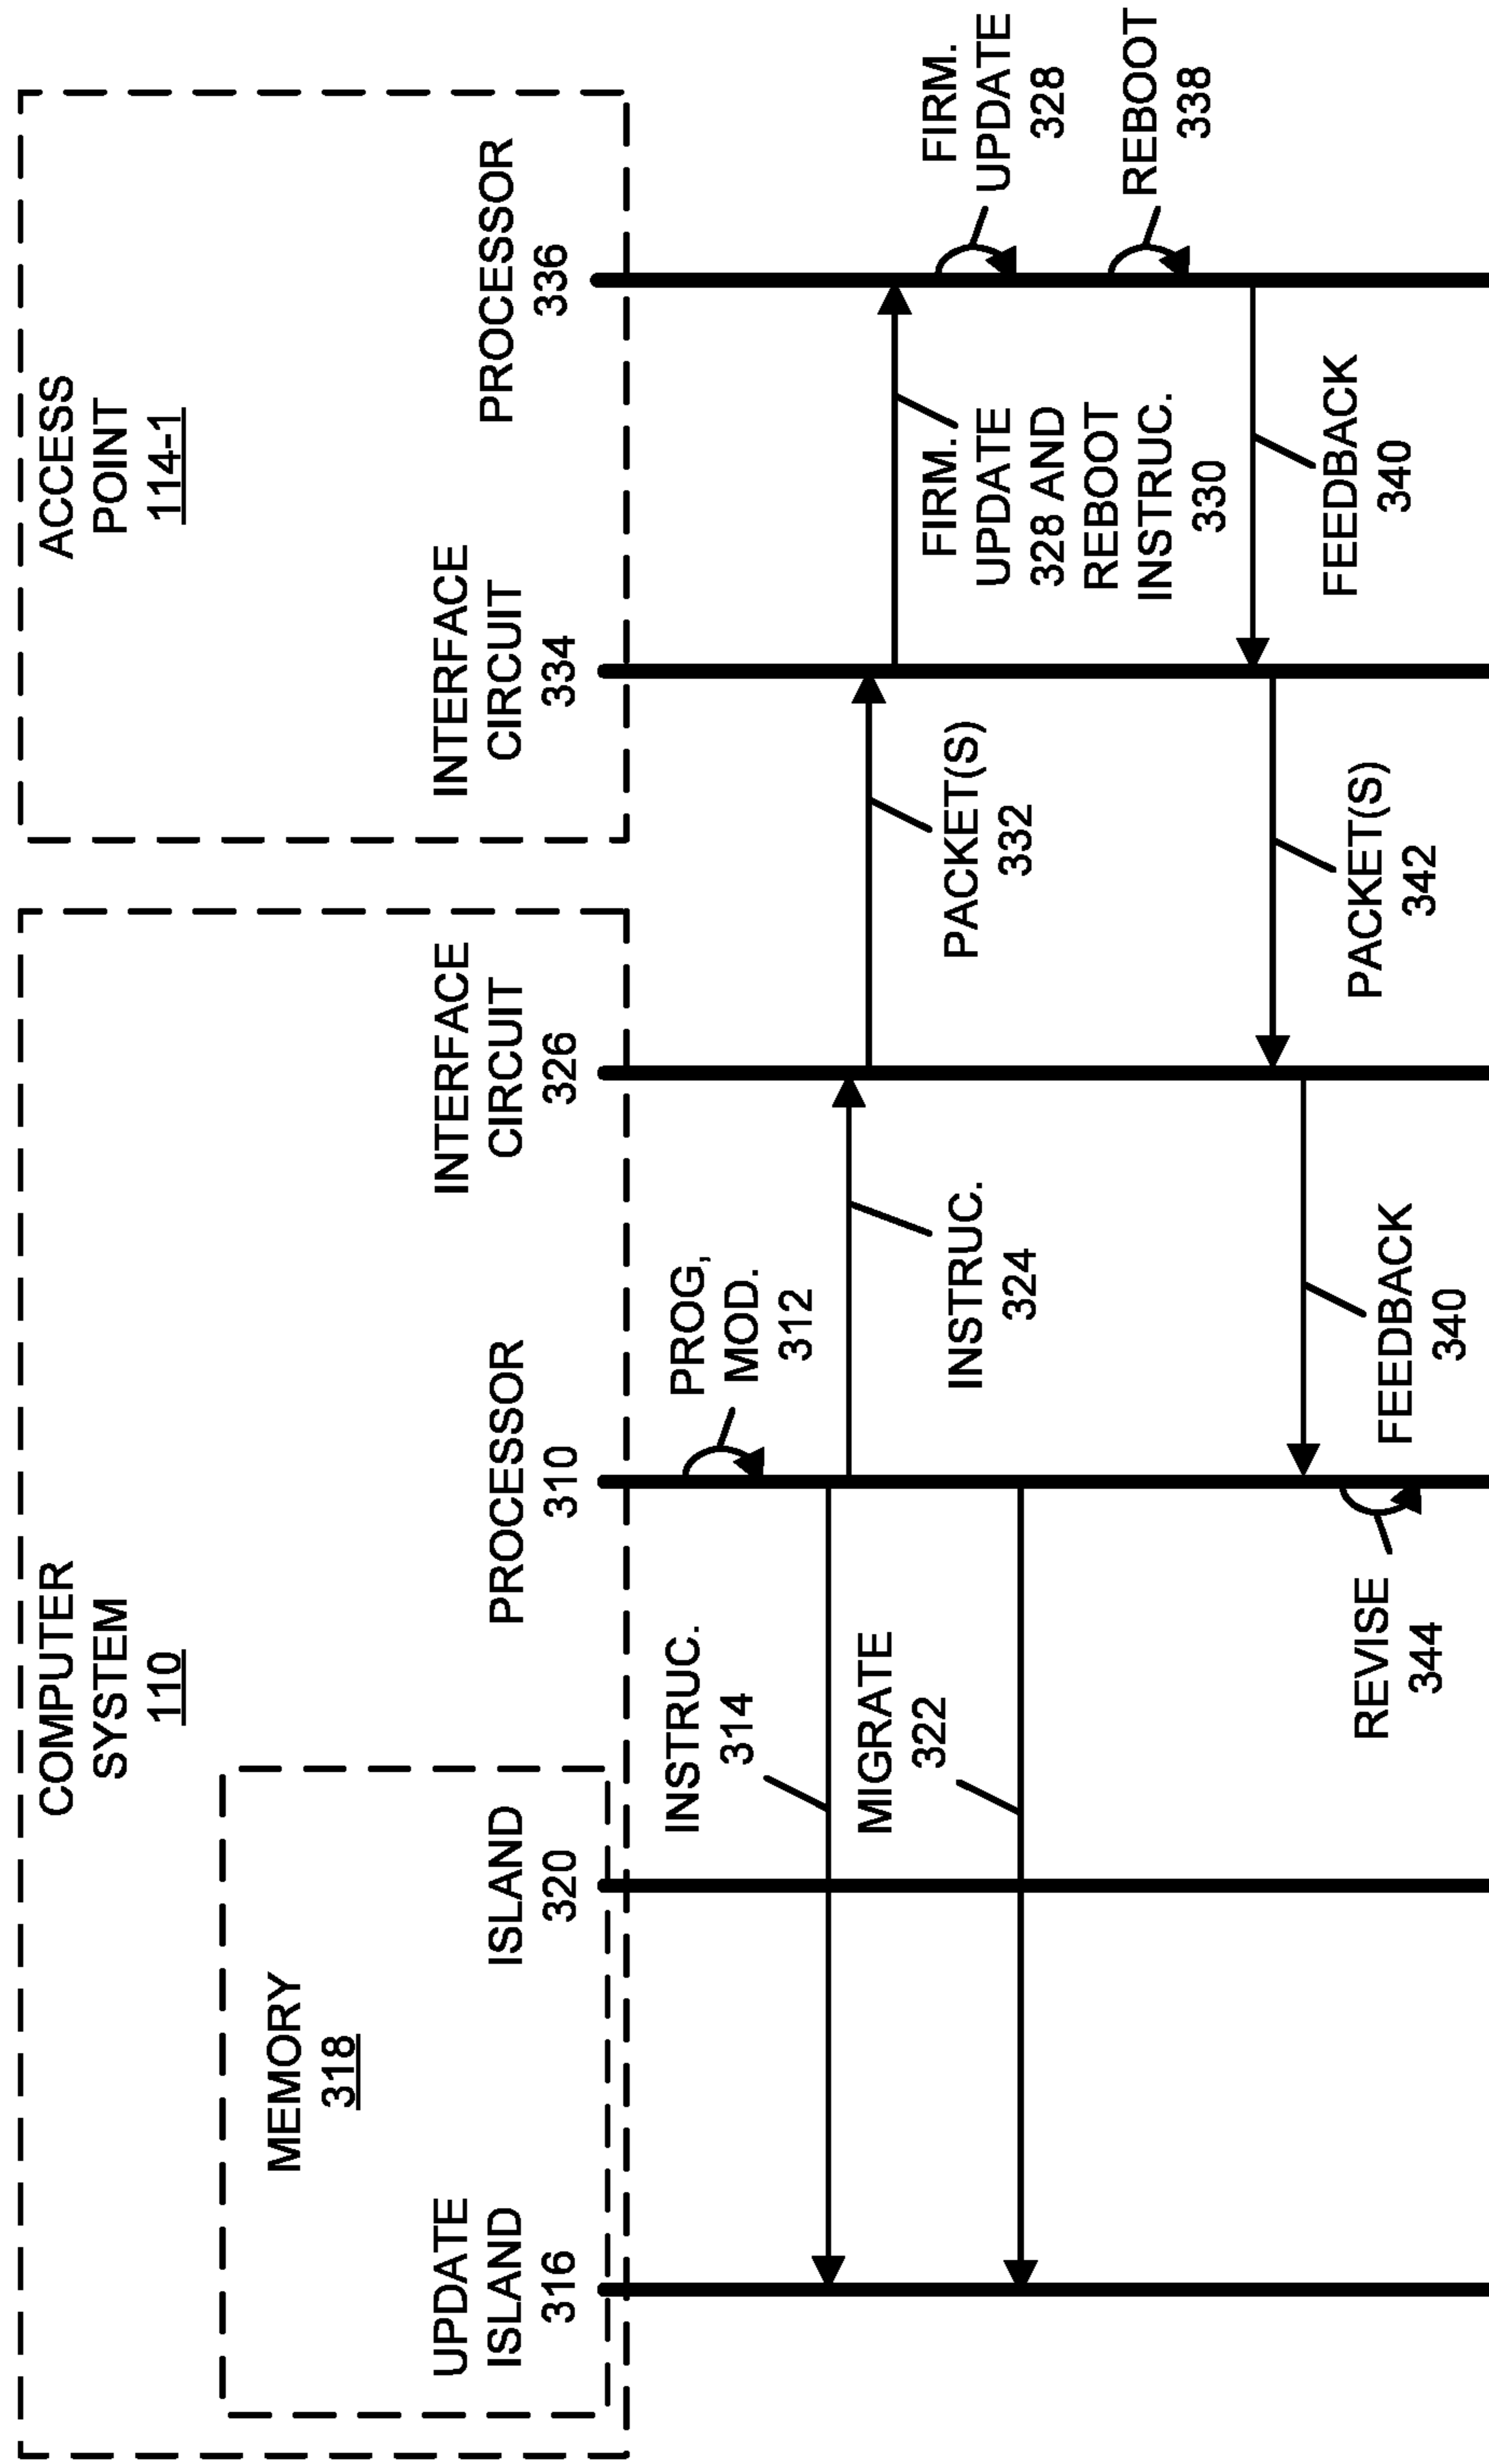 COMPUTER
SYSTEM
110
ACCESS
POINT
114-1
MEMORY
318
UPDATE
ISLAND
316
ISLAND
320
PROCESSOR
310
INTERFACE
CIRCUIT
326
INTERFACE
CIRCUIT
334
PROCESSOR
336
PROG,
MOD.
312
INSTRUC.
314
MIGRATE
322
INSTRUC.
324
PACKET(S)
332
FIRM.
UPDATE
328 AND
REBOOT
INSTRUC.
330
FIRM.
UPDATE
328
REBOOT
338
FEEDBACK
340
PACKET(S)
342
FEEDBACK
340
REVISE
344